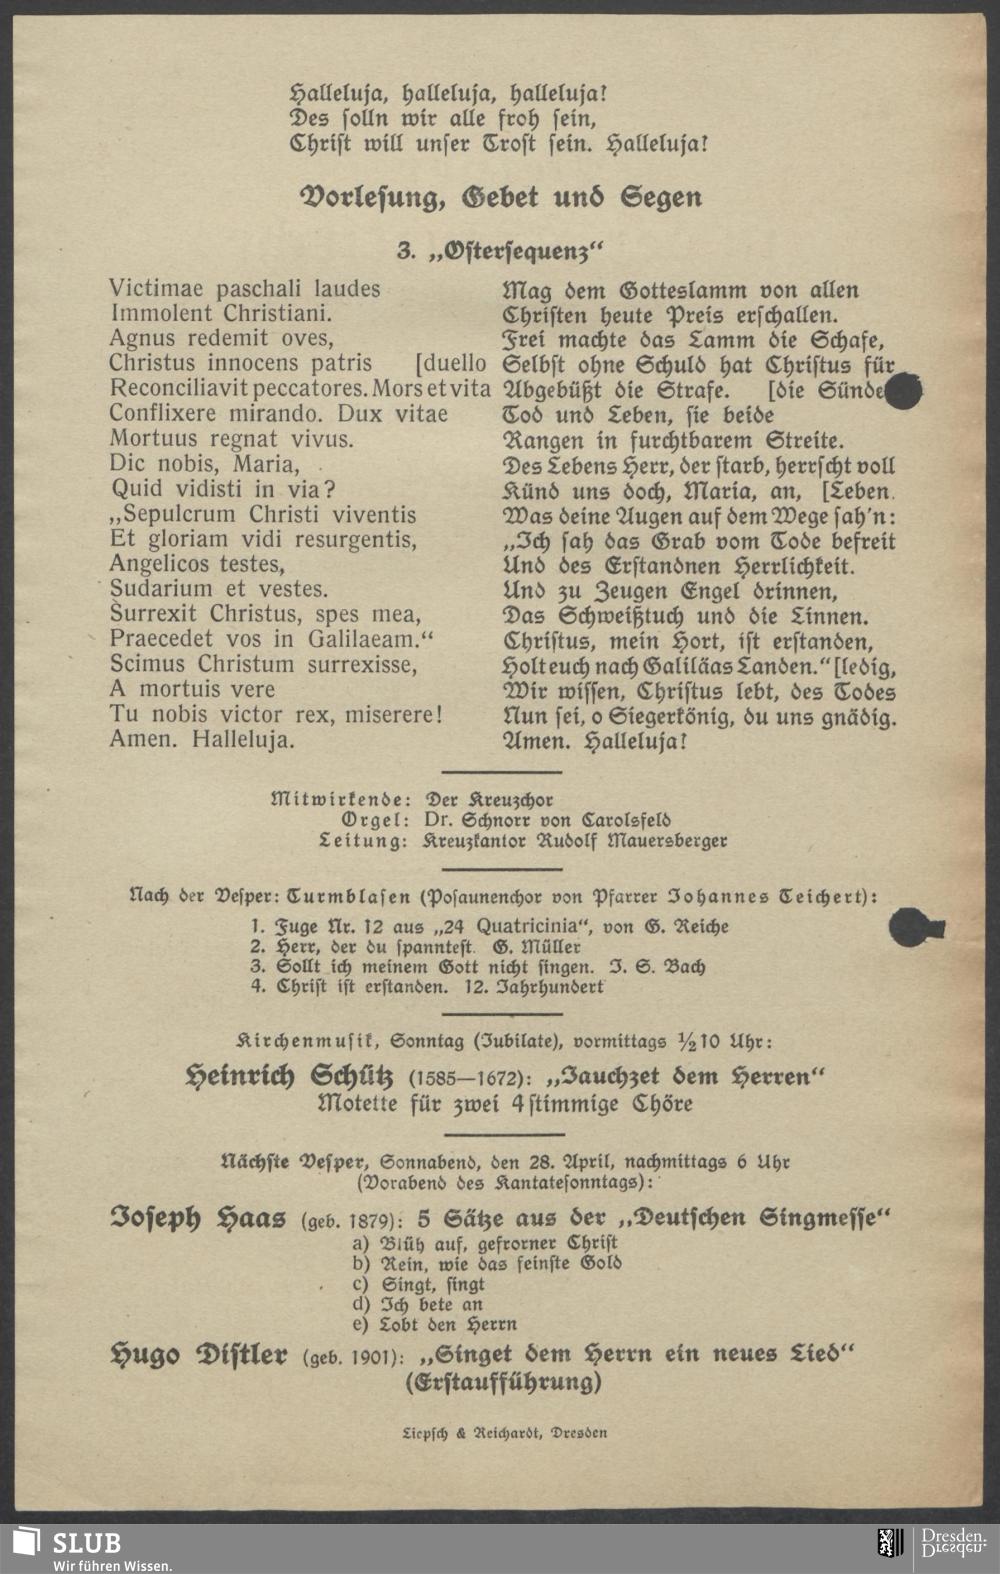 Halleluja, halleluja, halleluja!
Des solln wir alle froh sein,
Christ will unser Trost sein. Halleluja!
Vorlesung, Gebet und Segen
3. „Ostersequenz“
Victimae paschali laudes
Immolent Christiani.
Agnus redemit oves,
Christus innocens patris [duello
Reconciliavit peccatores. Mors et vita
Conflixere mirando. Dux vitae
Mortuus regnat vivus.
Dic nobis, Maria,
Quid vidisti in via?
„Sepulcrum Christi viventis
Et gloriam vidi resurgentis,
Angelicos testes,
Sudarium et vestes.
Surrexit Christus, spes mea,
Praecedet vos in Galilaeam.“
Scimus Christum surrexisse,
A mortuis vere
Tu nobis victor rex, miserere!
Amen. Halleluja.
Mag dem Gotteslamm von allen
Christen heute Preis erschallen.
Frei machte das Lamm die Schafe,
Selbst ohne Schuld hat Christus für
Abgebüßt die Strafe. [die Sünde
Tod und Leben, sie beide
Rangen in furchtbarem Streite.
Des Lebens Herr, der starb, herrscht voll
Künd uns doch, Maria, an, [Leben.
Was deine Augen auf dem Wege sah'n:
„Ich sah das Grab vom Tode befreit
Und des Erstandnen Herrlichkeit.
Und zu Zeugen Engel drinnen,
Das Schweißtuch und die Linnen.
Christus, mein Hort, ist erstanden,
Holt euch nach Galiläas Landen.“ [ledig,
Wir wissen, Christus lebt, des Todes
Nun sei, o Siegerkönig, du uns gnädig.
Amen. Halleluja!
Mitwirkende: Der Kreuzchor
Orgel: Dr. Schnorr von Carolsfeld
Leitung: Kreuzkantor Rudolf Mauersberger
Nach der Vesper: Turmblasen (Posaunenchor von Pfarrer Johannes Teichert):
1. Fuge Nr. 12 aus „24 Quatricinia“, von G. Reiche
2. Herr, der du spanntest. G. Müller
3. Sollt ich meinem Gott nicht singen. J. S. Bach
4. Christ ist erstanden. 12. Jahrhundert
Kirchenmusik, Sonntag (Jubilate), vormittags ½10 Uhr:
Heinrich Schütz (1585—1672): „Jauchzet dem Herren“
Motette für zwei 4stimmige Chöre
Nächste Vesper, Sonnabend, den 28. April, nachmittags 6 Uhr
(Vorabend des Kantatesonntags):
Joseph Haas (geb. 1879): 5 Sätze aus der „Deutschen Singmesse“
a) Blüh auf, gefrorner Christ
b) Rein, wie das feinste Gold
c) Singt, singt
d) Ich bete an
e) Lobt den Herrn
Hugo Distler (geb. 1901): „Singet dem Herrn ein neues Lied“
(Erstaufführung)
Liepsch & Reichardt, Dresden
SLUB
Wir führen Wissen.
Dresden.
Dresden.